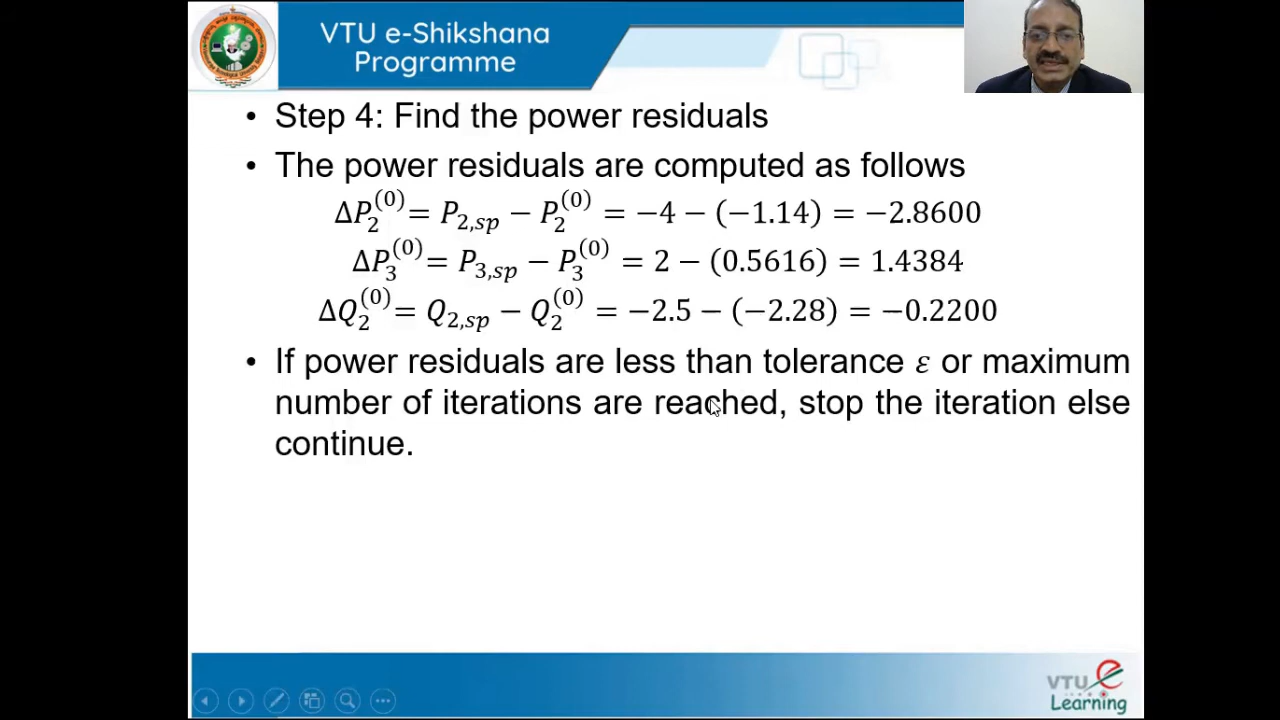 VTU e-Shikshana
Programme
• Step 4: Find the power residuals
• The power residuals are computed as follows
ΔP₂⁽⁰⁾ = P₂,sp − P₂⁽⁰⁾ = −4 − (−1.14) = −2.8600
ΔP₃⁽⁰⁾ = P₃,sp − P₃⁽⁰⁾ = 2 − (0.5616) = 1.4384
ΔQ₂⁽⁰⁾ = Q₂,sp − Q₂⁽⁰⁾ = −2.5 − (−2.28) = −0.2200
• If power residuals are less than tolerance ε or maximum
number of iterations are reached, stop the iteration else
continue.
VTU e
Learning